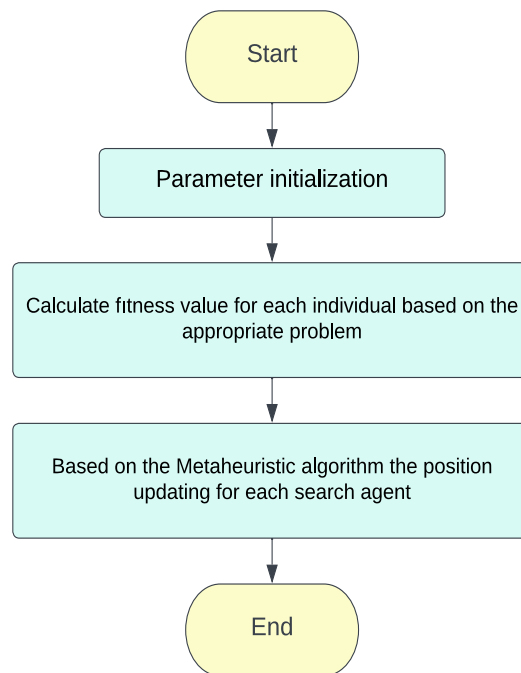 Start
Parameter initialization
Calculate fitness value for each individual based on the
appropriate problem
Based on the Metaheuristic algorithm the position
updating for each search agent
End